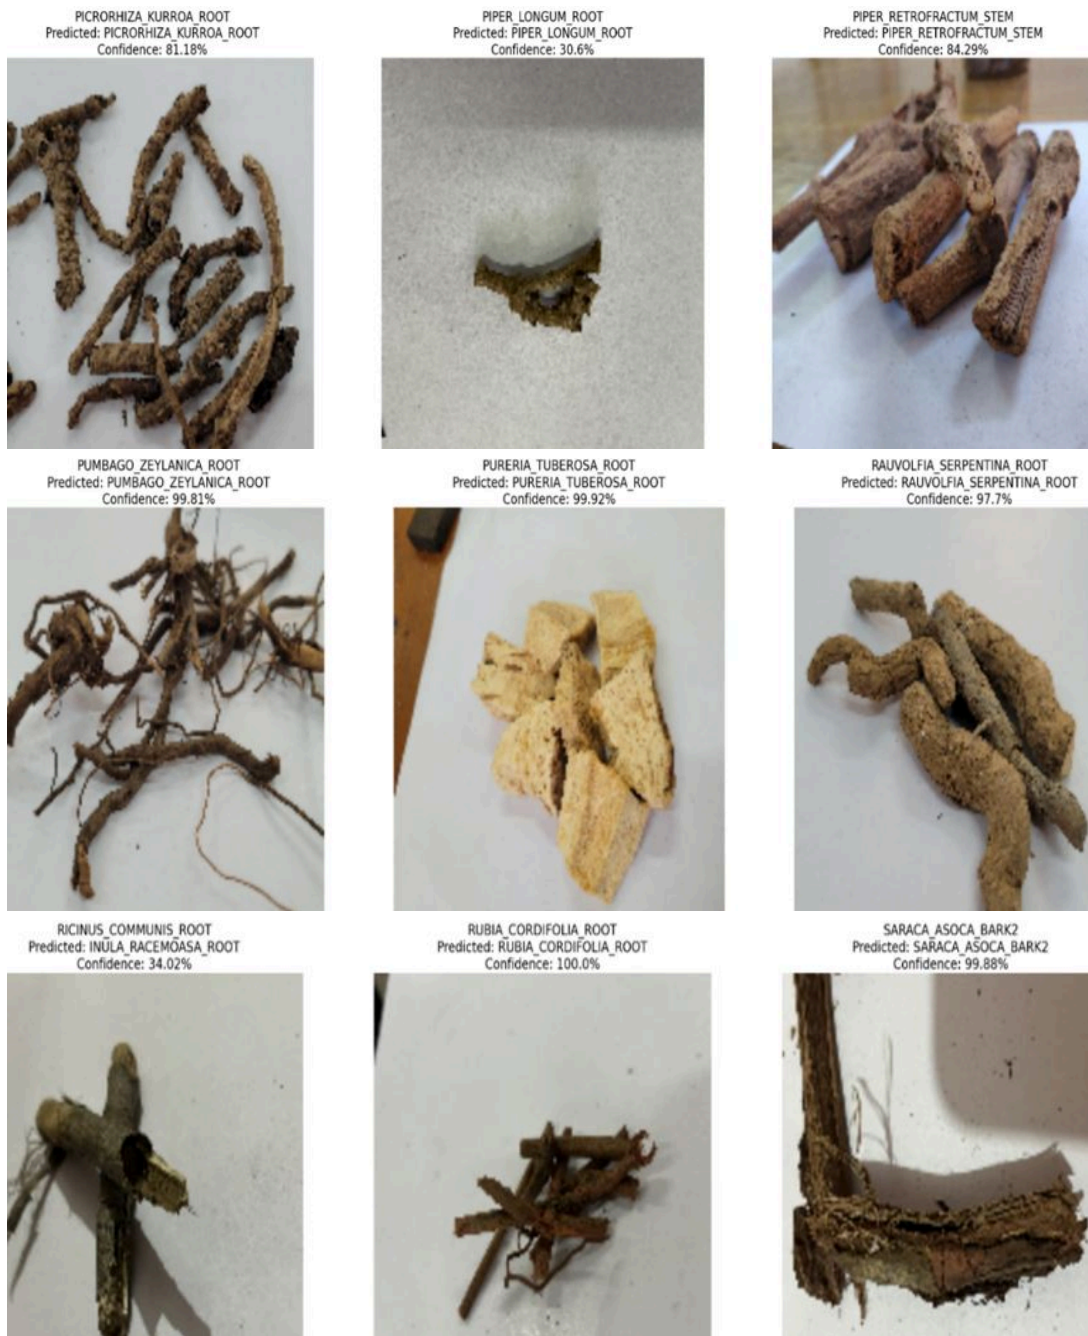 PICRORHIZA_KURROA_ROOT
Predicted: PICRORHIZA_KURROA_ROOT
Confidence: 81.18%
PIPER_LONGUM_ROOT
Predicted: PIPER_LONGUM_ROOT
Confidence: 30.6%
PIPER_RETROFRACTUM_STEM
Predicted: PIPER_RETROFRACTUM_STEM
Confidence: 84.29%
PUMBAGO_ZEYLANICA_ROOT
Predicted: PUMBAGO_ZEYLANICA_ROOT
Confidence: 99.81%
PURERIA_TUBEROSA_ROOT
Predicted: PURERIA_TUBEROSA_ROOT
Confidence: 99.92%
RAUVOLFIA_SERPENTINA_ROOT
Predicted: RAUVOLFIA_SERPENTINA_ROOT
Confidence: 97.7%
RICINUS_COMMUNIS_ROOT
Predicted: INULA_RACEMOASA_ROOT
Confidence: 34.02%
RUBIA_CORDIFOLIA_ROOT
Predicted: RUBIA_CORDIFOLIA_ROOT
Confidence: 100.0%
SARACA_ASOCA_BARK2
Predicted: SARACA_ASOCA_BARK2
Confidence: 99.88%